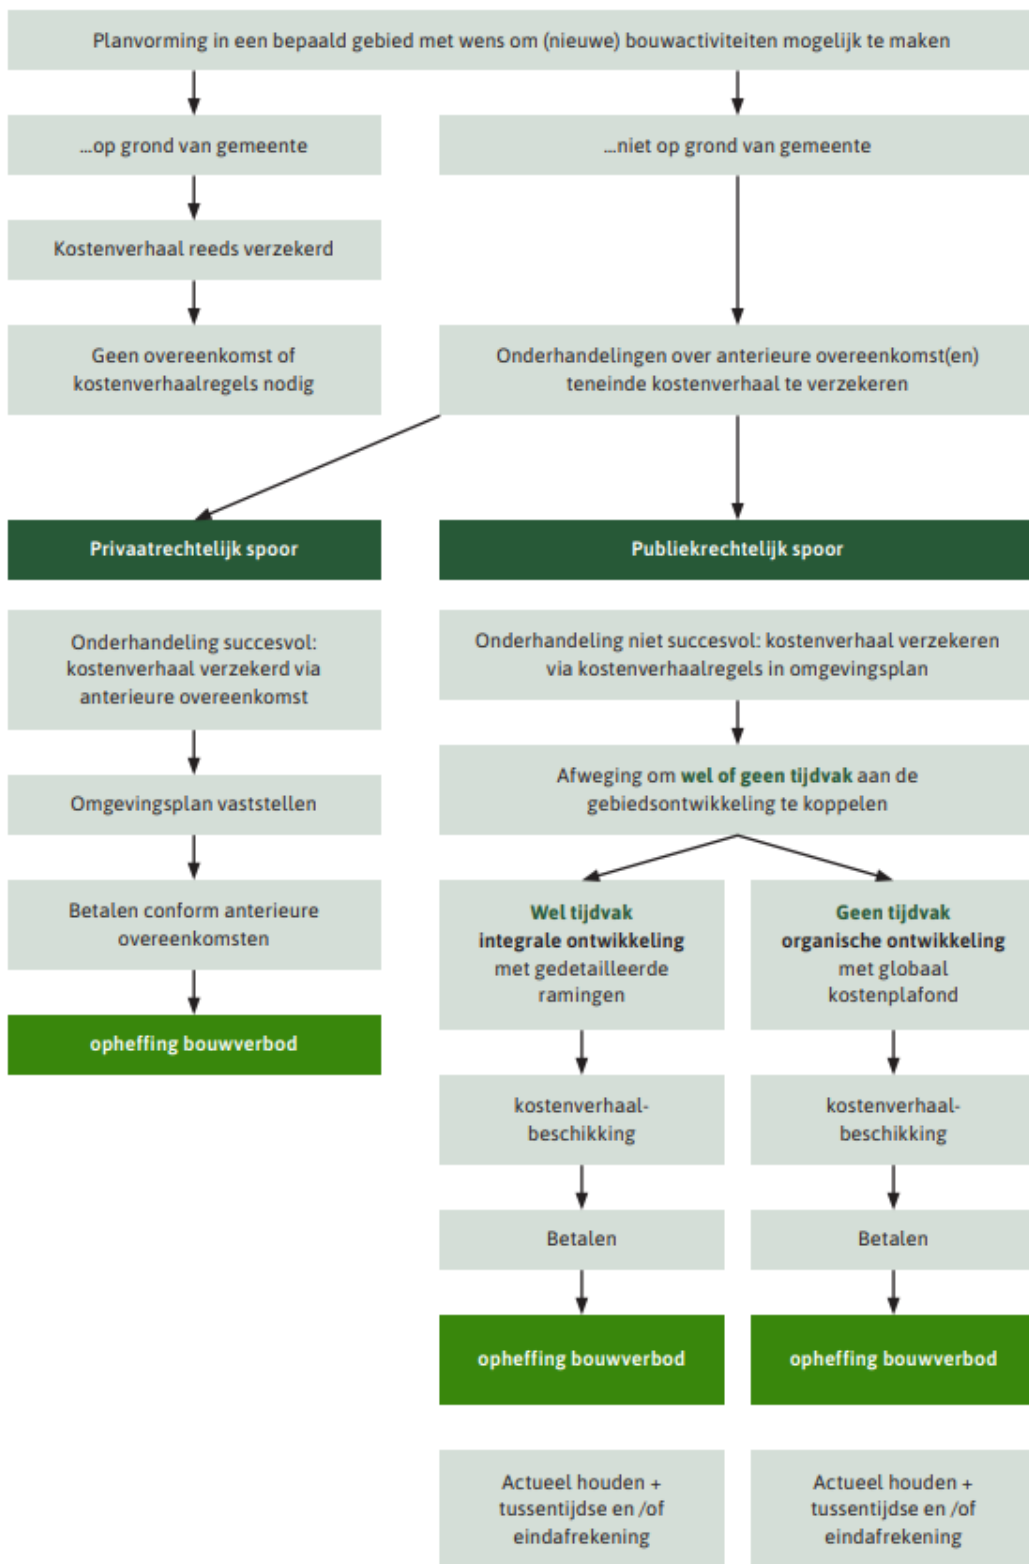 Planvorming in een bepaald gebied met wens om (nieuwe) bouwactiviteiten mogelijk te maken
...op grond van gemeente
...niet op grond van gemeente
Kostenverhaal reeds verzekerd
Geen overeenkomst of
kostenverhaalregels nodig
Onderhandelingen over anterieure overeenkomst(en)
teneinde kostenverhaal te verzekeren
Privaatrechtelijk spoor
Publiekrechtelijk spoor
Onderhandeling succesvol:
kostenverhaal verzekerd via
anterieure overeenkomst
Onderhandeling niet succesvol: kostenverhaal verzekeren
via kostenverhaalregels in omgevingsplan
Omgevingsplan vaststellen
Afweging om wel of geen tijdvak aan de
gebiedsontwikkeling te koppelen
Betalen conform anterieure
overeenkomsten
opheffing bouwverbod
Wel tijdvak
integrale ontwikkeling
met gedetailleerde
ramingen
Geen tijdvak
organische ontwikkeling
met globaal
kostenplafond
kostenverhaal-
beschikking
kostenverhaal-
beschikking
Betalen
Betalen
opheffing bouwverbod
opheffing bouwverbod
Actueel houden +
tussentijdse en /of
eindafrekening
Actueel houden +
tussentijdse en /of
eindafrekening